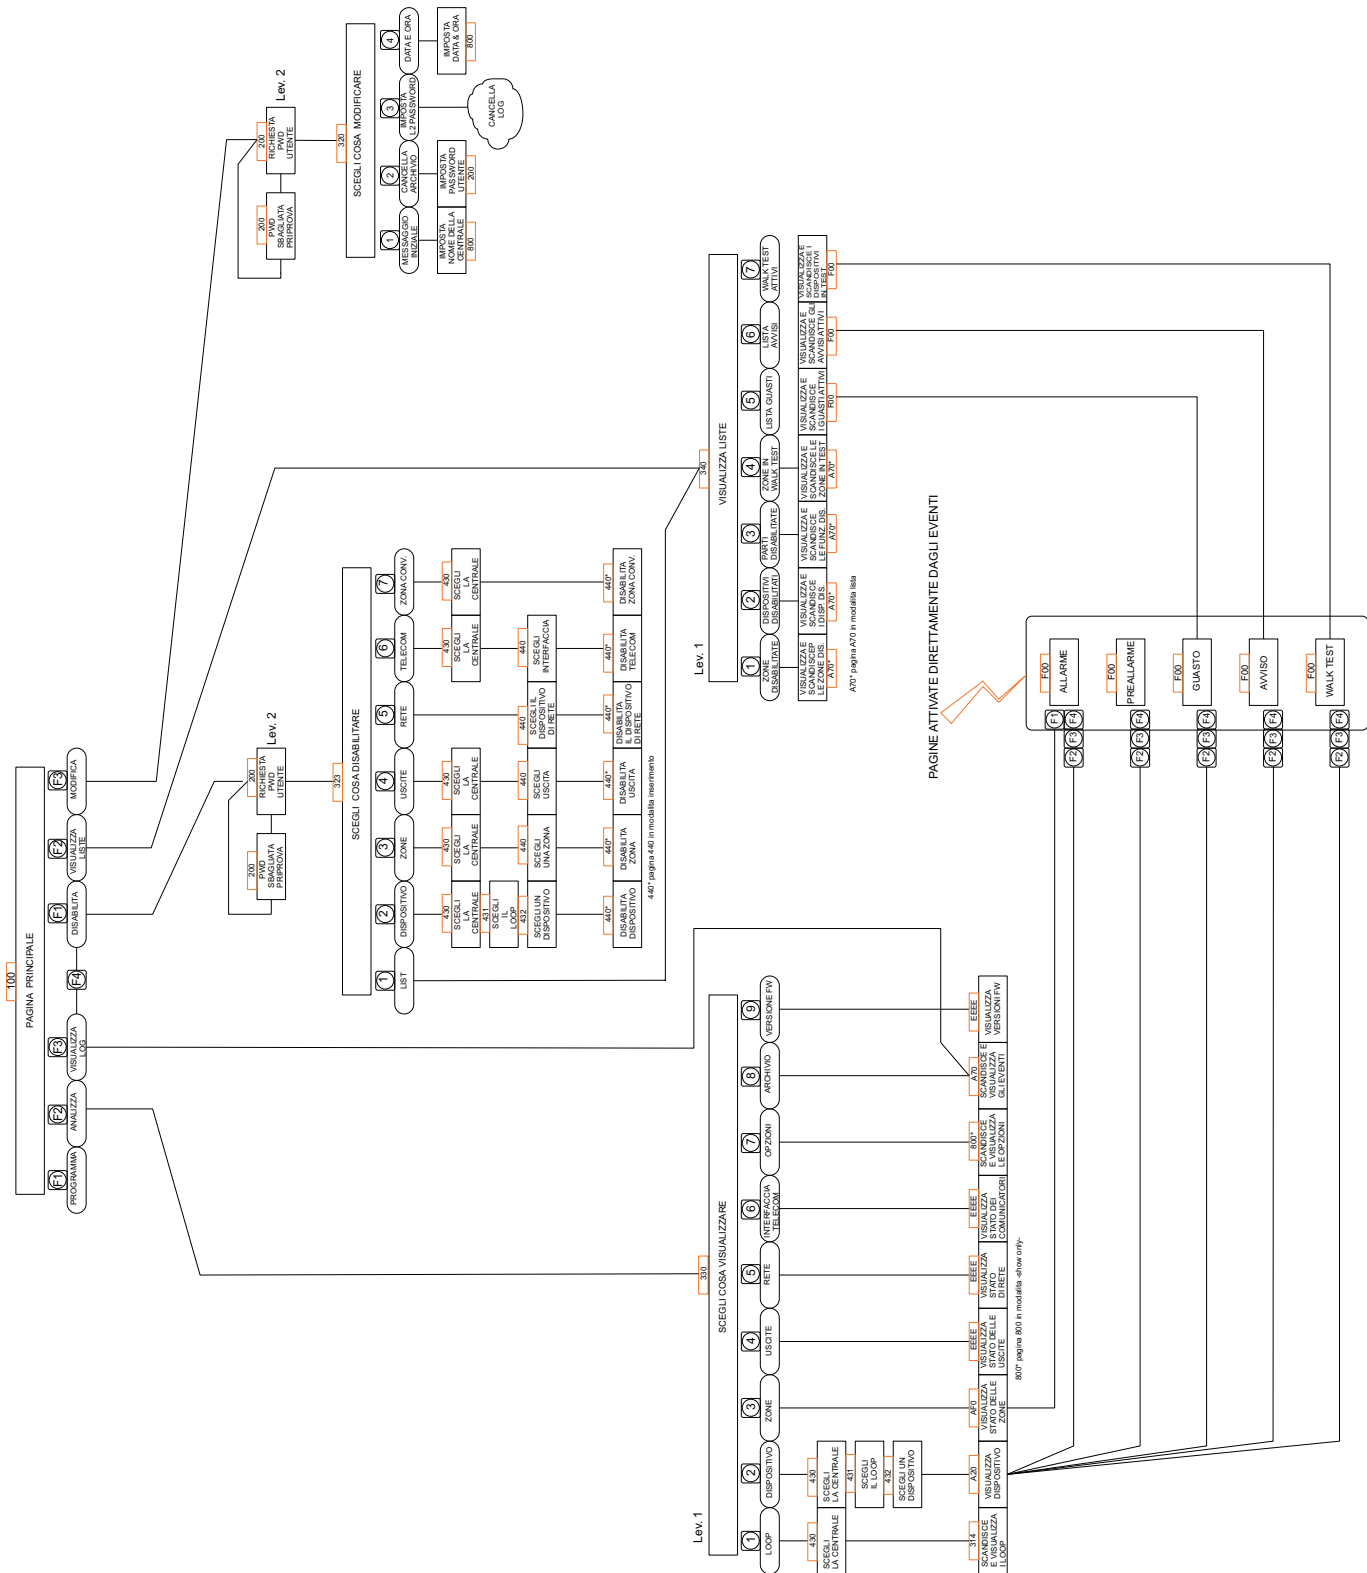 100
PAGINA PRINCIPALE
F1
PROGRAMMA
F2
ANALIZZA
F3
VISUALIZZA
LOG
F4
F1
DISABILITA
F2
VISUALIZZA
LISTE
F3
MODIFICA
200
PWD
SBAGLIATA
PRIPROVA
200
RICHIESTA
PWD
UTENTE
Lev. 2
320
SCEGLI COSA MODIFICARE
1
MESSAGGIO
INIZIALE
2
CANCELLA
ARCHIVIO
3
IMPOSTA
L2 PASSWORD
4
DATA E ORA
IMPOSTA
NOME DELLA
CENTRALE
800
IMPOSTA
PASSWORD
UTENTE
200
CANCELLA
LOG
IMPOSTA
DATA & ORA
800
200
PWD
SBAGLIATA
PRIPROVA
200
RICHIESTA
PWD
UTENTE
Lev. 2
323
SCEGLI COSA DISABILITARE
1
LIST
2
DISPOSITIVO
3
ZONE
4
USCITE
5
RETE
6
TELECOM
7
ZONA CONV.
430
SCEGLI
LA
CENTRALE
431
SCEGLI
IL
LOOP
432
SCEGLI UN
DISPOSITIVO
440*
DISABILITA
DISPOSITIVO
430
SCEGLI
LA
CENTRALE
440
SCEGLI
UNA ZONA
440*
DISABILITA
ZONA
430
SCEGLI
LA
CENTRALE
440
SCEGLI
USCITA
440*
DISABILITA
USCITA
440
SCEGLI IL
DISPOSITIVO
DI RETE
440*
DISABILITA
IL DISPOSITIVO
DI RETE
430
SCEGLI
LA
CENTRALE
440
SCEGLI
INTERFACCIA
440*
DISABILITA
TELECOM
430
SCEGLI
LA
CENTRALE
440*
DISABILITA
ZONA CONV.
440* pagina 440 in modalita inserimento
Lev. 1
340
VISUALIZZA LISTE
1
ZONE
DISABILITATE
2
DISPOSITIVI
DISABILITATI
3
PARTI
DISABILITATE
4
ZONE IN
WALK TEST
5
LISTA GUASTI
6
LISTA
AVVISI
7
WALK TEST
ATTIVI
VISUALIZZA E
SCANDISCEP
LE ZONE DIS.
A70*
VISUALIZZA E
SCANDISCE
I DISP. DIS.
A70*
VISUALIZZA E
SCANDISCE
LE FUNZ. DIS.
A70*
VISUALIZZA E
SCANDISCE LE
ZONE IN TEST
A70*
VISUALIZZA E
SCANDISCE
I GUASTI ATTIVI
F00
VISUALIZZA E
SCANDISCE GLI
AVVISI ATTIVI
F00
VISUALIZZA E
SCANDISCE I
DISPOSITIVI
IN TEST
F00
A70* pagina A70 in modalita lista
Lev. 1
330
SCEGLI COSA VISUALIZZARE
1
LOOP
2
DISPOSITIVO
3
ZONE
4
USCITE
5
RETE
6
INTERFACCIA
TELECOM
7
OPZIONI
8
ARCHIVIO
9
VERSIONE FW
430
SCEGLI
LA CENTRALE
314
SCANDISCE
E VISUALIZZA
I LOOP
430
SCEGLI
LA CENTRALE
431
SCEGLI
IL LOOP
432
SCEGLI UN
DISPOSITIVO
A20
VISUALIZZA
DISPOSITIVO
AF0
VISUALIZZA
STATO DELLE
ZONE
EEEE
VISUALIZZA
STATO DELLE
USCITE
EEEE
VISUALIZZA
STATO
DI RETE
EEEE
VISUALIZZA
STATO DEI
COMUNICATORI
800*
SCANDISCE
E VISUALIZZA
LE OPZIONI
A70
SCANDISCE E
VISUALIZZA
GLI EVENTI
EEEE
VISUALIZZA
VERSIONI FW
800* pagina 800 in modalita -show only-
PAGINE ATTIVATE DIRETTAMENTE DAGLI EVENTI
F1
F2 F3 F4
F00
ALLARME
F2 F3 F4
F00
PREALLARME
F2 F3 F4
F00
GUASTO
F2 F3 F4
F00
AVVISO
F2 F3 F4
F00
WALK TEST